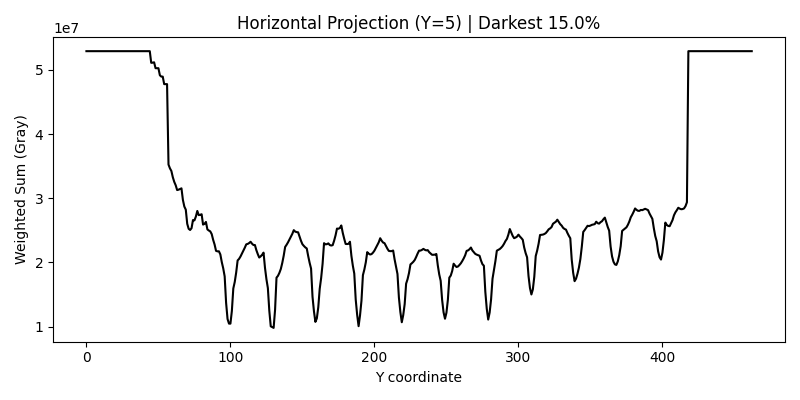 Horizontal Projection (Y=5) | Darkest 15.0%
1e7
5
4
3
2
1
Weighted Sum (Gray)
0 100 200 300 400
Y coordinate